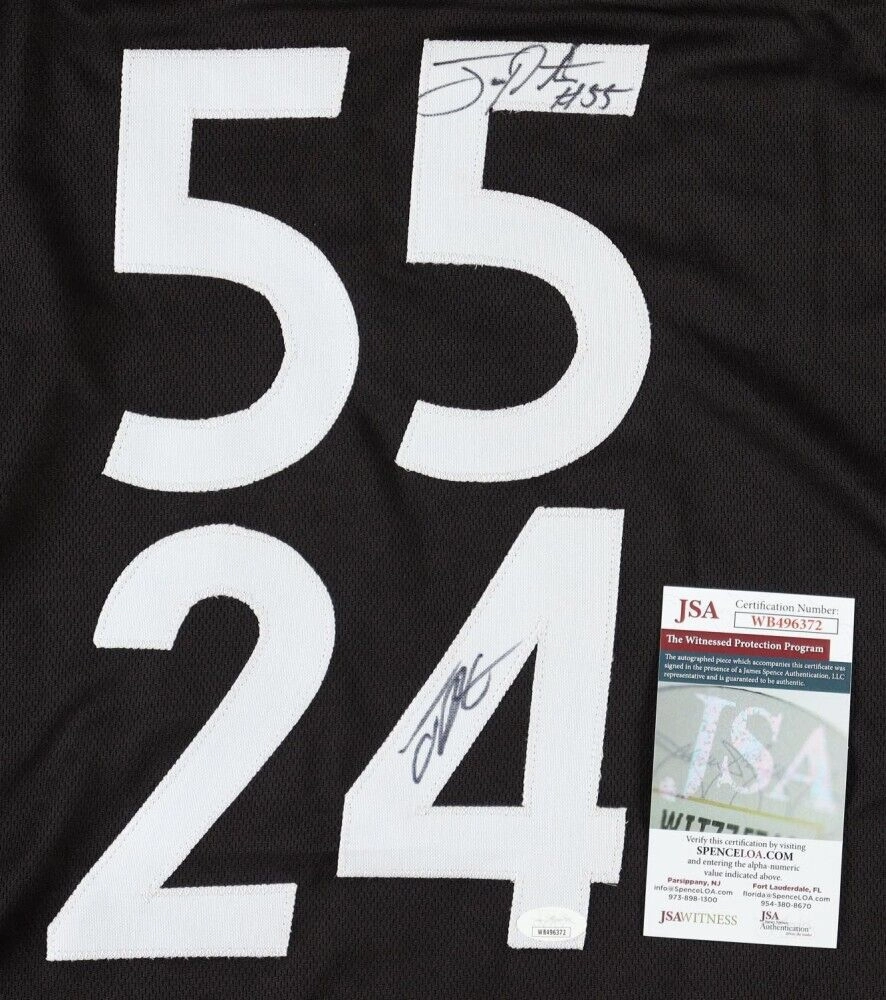 55
#55
24
JSA
Certification Number:
WB496372
The Witnessed Protection Program
The autographed piece which accompanies this certificate was
signed in the presence of a James Spence Authentication, LLC
representative and is guaranteed to be authentic.
JSA
Verify this certification by visiting
SPENCELOA.COM
and entering the alpha-numeric
value indicated above.
Parsippany, NJ
info@SpenceLOA.com
973-898-1300
Fort Lauderdale, FL
florida@SpenceLOA.com
954-380-8670
JSAWITNESS
JSA
Authentication
WB496372